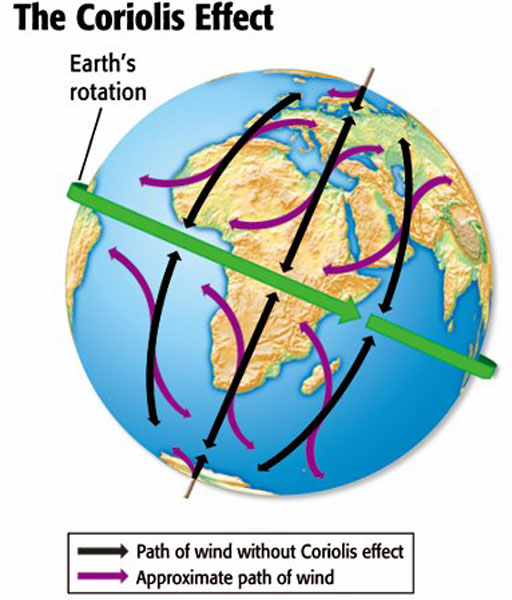 The Coriolis Effect
Earth's
rotation
Path of wind without Coriolis effect
Approximate path of wind